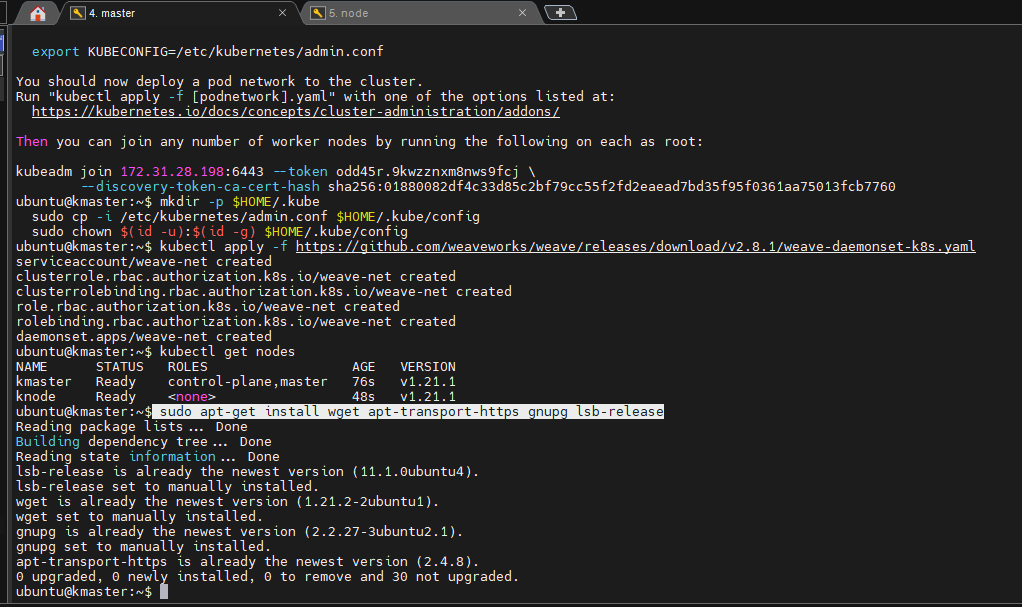 4. master
5. node
export KUBECONFIG=/etc/kubernetes/admin.conf
You should now deploy a pod network to the cluster.
Run "kubectl apply -f [podnetwork].yaml" with one of the options listed at:
https://kubernetes.io/docs/concepts/cluster-administration/addons/
Then you can join any number of worker nodes by running the following on each as root:
kubeadm join 172.31.28.198:6443 --token odd45r.9kwzznxm8nws9fcj \
--discovery-token-ca-cert-hash sha256:01880082df4c33d85c2bf79cc55f2fd2eaead7bd35f95f0361aa75013fcb7760
ubuntu@kmaster:~$ mkdir -p $HOME/.kube
sudo cp -i /etc/kubernetes/admin.conf $HOME/.kube/config
sudo chown $(id -u):$(id -g) $HOME/.kube/config
ubuntu@kmaster:~$ kubectl apply -f https://github.com/weaveworks/weave/releases/download/v2.8.1/weave-daemonset-k8s.yaml
serviceaccount/weave-net created
clusterrole.rbac.authorization.k8s.io/weave-net created
clusterrolebinding.rbac.authorization.k8s.io/weave-net created
role.rbac.authorization.k8s.io/weave-net created
rolebinding.rbac.authorization.k8s.io/weave-net created
daemonset.apps/weave-net created
ubuntu@kmaster:~$ kubectl get nodes
NAME STATUS ROLES AGE VERSION
kmaster Ready control-plane,master 76s v1.21.1
knode Ready <none> 48s v1.21.1
ubuntu@kmaster:~$ sudo apt-get install wget apt-transport-https gnupg lsb-release
Reading package lists... Done
Building dependency tree... Done
Reading state information... Done
lsb-release is already the newest version (11.1.0ubuntu4).
lsb-release set to manually installed.
wget is already the newest version (1.21.2-2ubuntu1).
wget set to manually installed.
gnupg is already the newest version (2.2.27-3ubuntu2.1).
gnupg set to manually installed.
apt-transport-https is already the newest version (2.4.8).
0 upgraded, 0 newly installed, 0 to remove and 30 not upgraded.
ubuntu@kmaster:~$